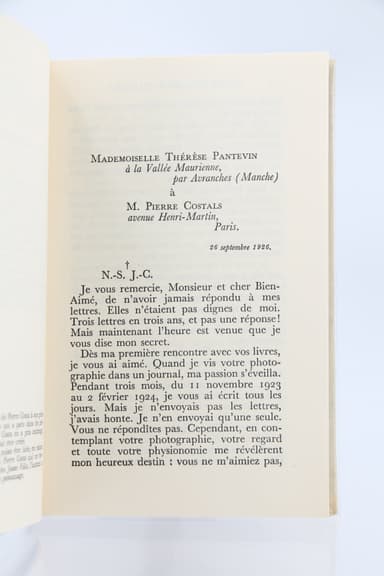 MADEMOISELLE THÉRÈSE PANTEVIN
à la Vallée Maurienne,
par Avranches (Manche)
à
M. PIERRE COSTALS
avenue Henri-Martin,
Paris.
26 septembre 1926.
†
N.-S. J.-C.
Je vous remercie, Monsieur et cher Bien-
Aimé, de n'avoir jamais répondu à mes
lettres. Elles n'étaient pas dignes de moi.
Trois lettres en trois ans, et pas une réponse!
Mais maintenant l'heure est venue que je
vous dise mon secret.
Dès ma première rencontre avec vos livres,
je vous ai aimé. Quand je vis votre photo-
graphie dans un journal, ma passion s'éveilla.
Pendant trois mois, du 11 novembre 1923
au 2 février 1924, je vous ai écrit tous les
jours. Mais je n'envoyais pas les lettres,
j'avais honte. Je n'en envoyai qu'une seule.
Vous ne répondîtes pas. Cependant, en con-
templant votre photographie, votre regard
et toute votre physionomie me révélèrent
mon heureux destin : vous ne m'aimiez pas,